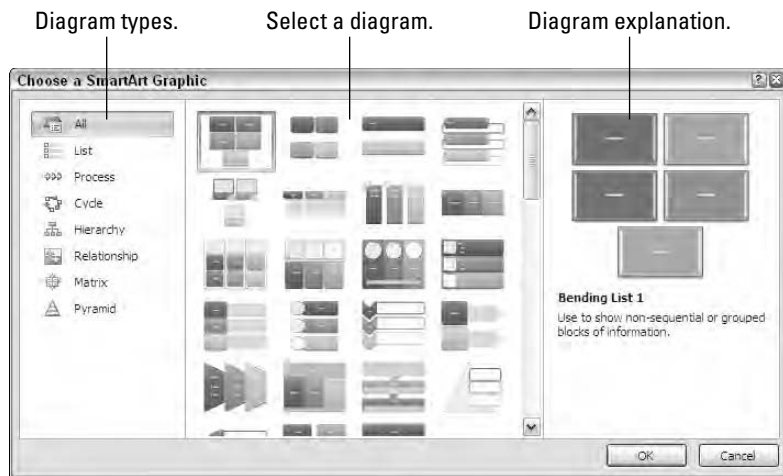 Diagram types.
Select a diagram.
Diagram explanation.
Choose a SmartArt Graphic
All
List
Process
Cycle
Hierarchy
Relationship
Matrix
Pyramid
Bending List 1
Use to show non-sequential or grouped
blocks of information.
OK
Cancel